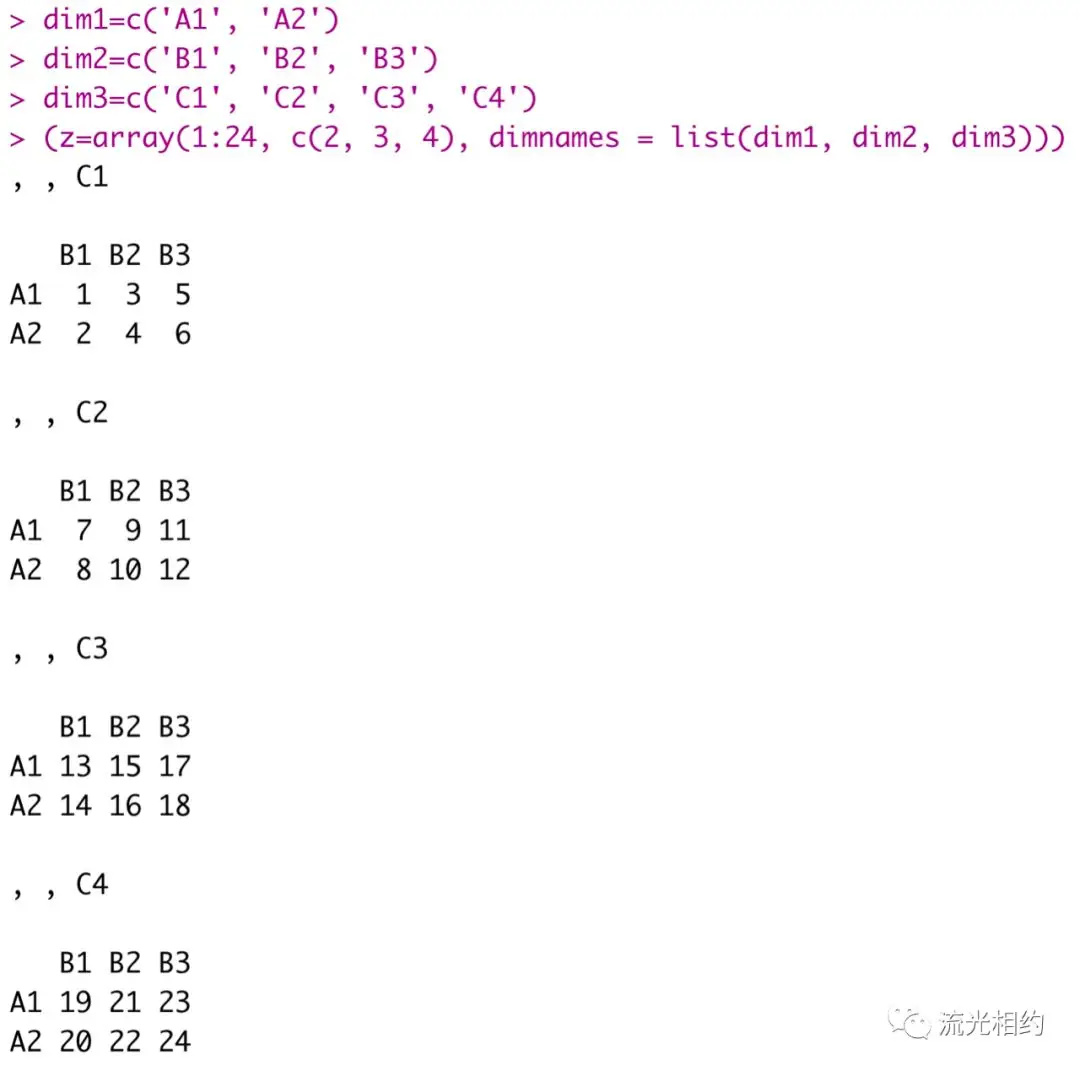 > dim1=c('A1', 'A2')
> dim2=c('B1', 'B2', 'B3')
> dim3=c('C1', 'C2', 'C3', 'C4')
> (z=array(1:24, c(2, 3, 4), dimnames = list(dim1, dim2, dim3)))
, , C1
B1 B2 B3
A1 1 3 5
A2 2 4 6
, , C2
B1 B2 B3
A1 7 9 11
A2 8 10 12
, , C3
B1 B2 B3
A1 13 15 17
A2 14 16 18
, , C4
B1 B2 B3
A1 19 21 23
A2 20 22 24
流光相约